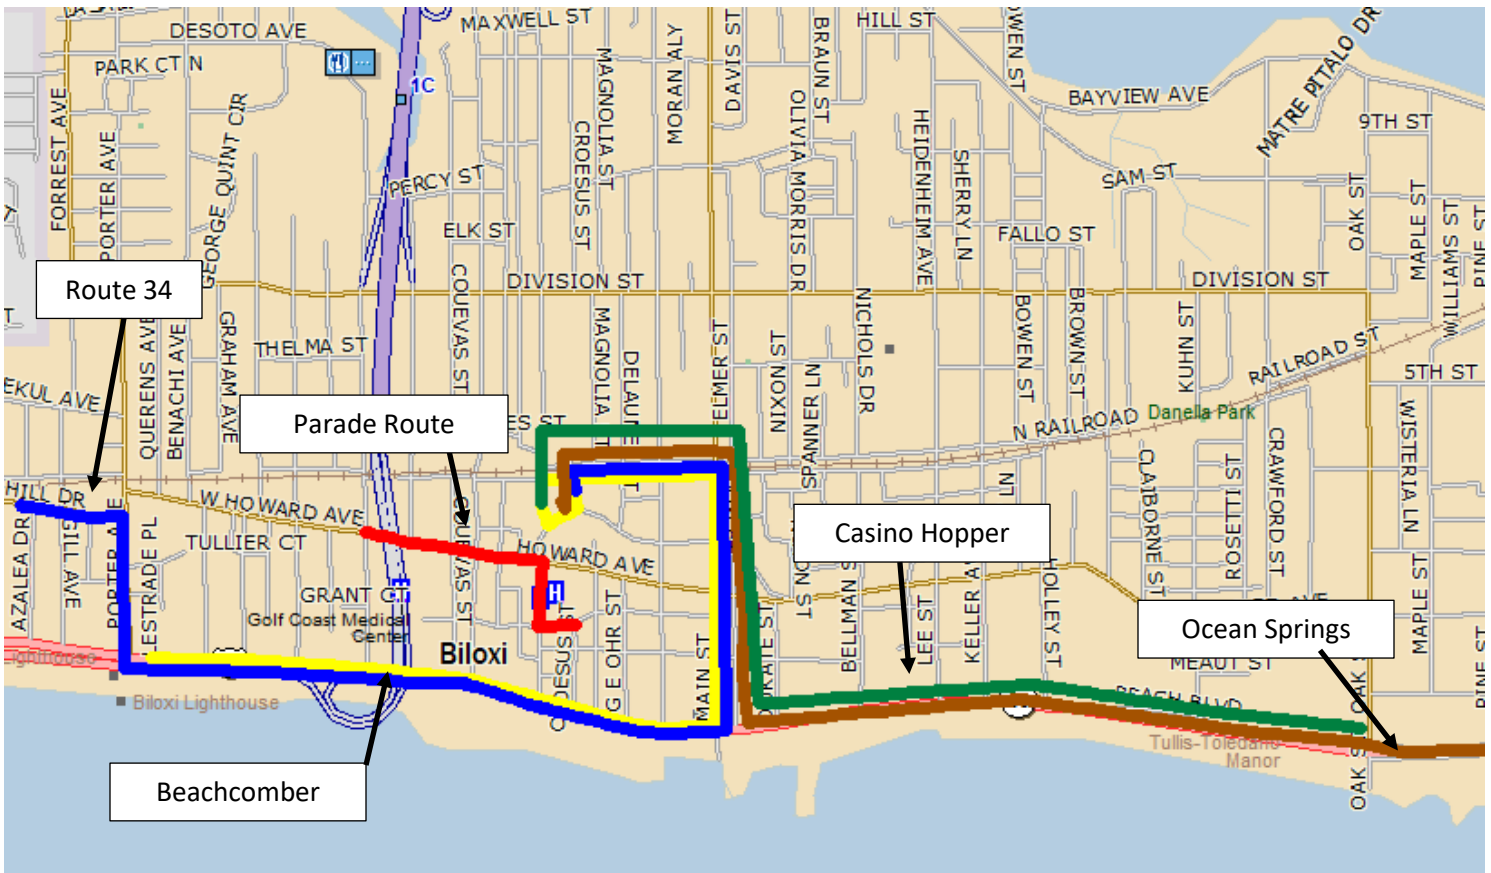 DESOTO AVE
MAXWELL ST
HILL ST
PARK CT N
1C
BAYVIEW AVE
MATRE PITALO DR
9TH ST
FORREST AVE
PORTER AVE
GEORGE QUINT CIR
PERCY ST
CROESUS ST
MAGNOLIA ST
MORAN ALY
DAVIS ST
OLIVIA MORRIS DR
BRAUN ST
HEIDENHEIM AVE
SHERRY LN
OWEN ST
SAM ST
OAK ST
MAPLE ST
WILLIAMS ST
PINE ST
ELK ST
FALLO ST
DIVISION ST
DIVISION ST
Route 34
QUERENS AVE
BENACHI AVE
GRAHAM AVE
THELMA ST
COUEVAS ST
MAGNOLIA
DELAU
ELMER ST
NIXON ST
SPANNER LN
NICHOLS DR
BOWEN ST
BROWN ST
KUHN ST
RAILROAD ST
5TH ST
EKUL AVE
Parade Route
ES ST
N RAILROAD
Danella Park
HILL DR
W HOWARD AVE
AZALEA DR
GILL AVE
PORTER AVE
LESTRADE PL
TULLIER CT
HOWARD AVE
Casino Hopper
CLAIBORNE ST
ROSETTI ST
CRAWFORD ST
WISTERIA LN
GRANT CT
Golf Coast Medical
Center
H
Biloxi
G E OHR ST
MAIN ST
BELLMAN S
LEE ST
KELLER A
HOLLEY ST
Ocean Springs
MEAUT ST
MAPLE ST
PINE ST
BEACH BLVD
OAK S
Biloxi Lighthouse
Tullis-Toledano
Manor
Beachcomber